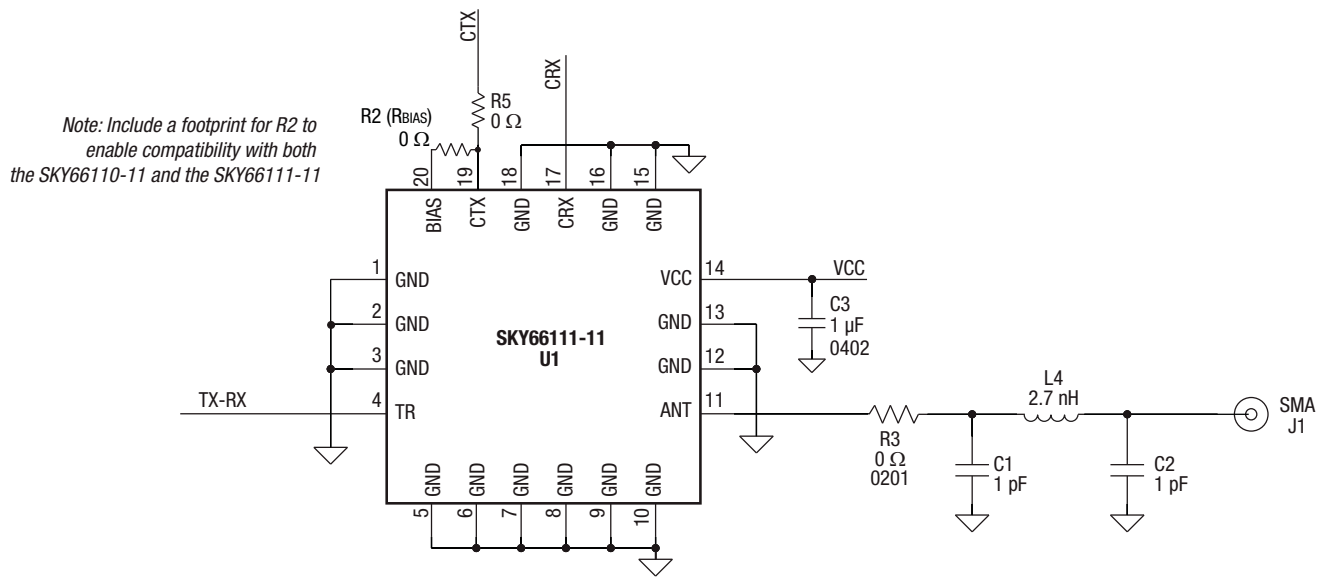 CTX
CRX
Note: Include a footprint for R2 to
enable compatibility with both
the SKY66110-11 and the SKY66111-11
R2 (RBIAS)
0 Ω
R5
0 Ω
20
19
18
17
16
15
BIAS
CTX
GND
CRX
GND
GND
1
GND
2
GND
3
GND
TX-RX
4
TR
SKY66111-11
U1
VCC
14
VCC
GND
13
GND
12
ANT
11
C3
1 µF
0402
R3
0 Ω
0201
L4
2.7 nH
C1
1 pF
C2
1 pF
SMA
J1
GND
GND
GND
GND
GND
GND
5
6
7
8
9
10